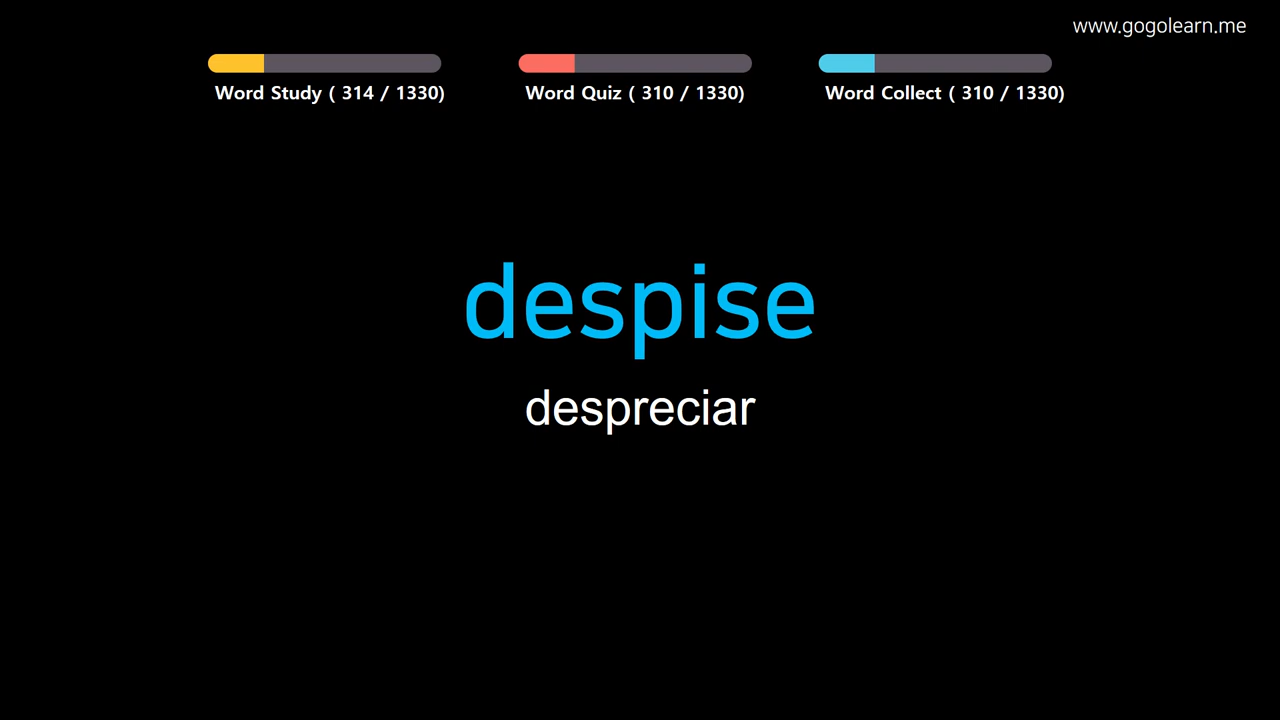 www.gogolearn.me
Word Study ( 314 / 1330)
Word Quiz ( 310 / 1330)
Word Collect ( 310 / 1330)
despise
despreciar